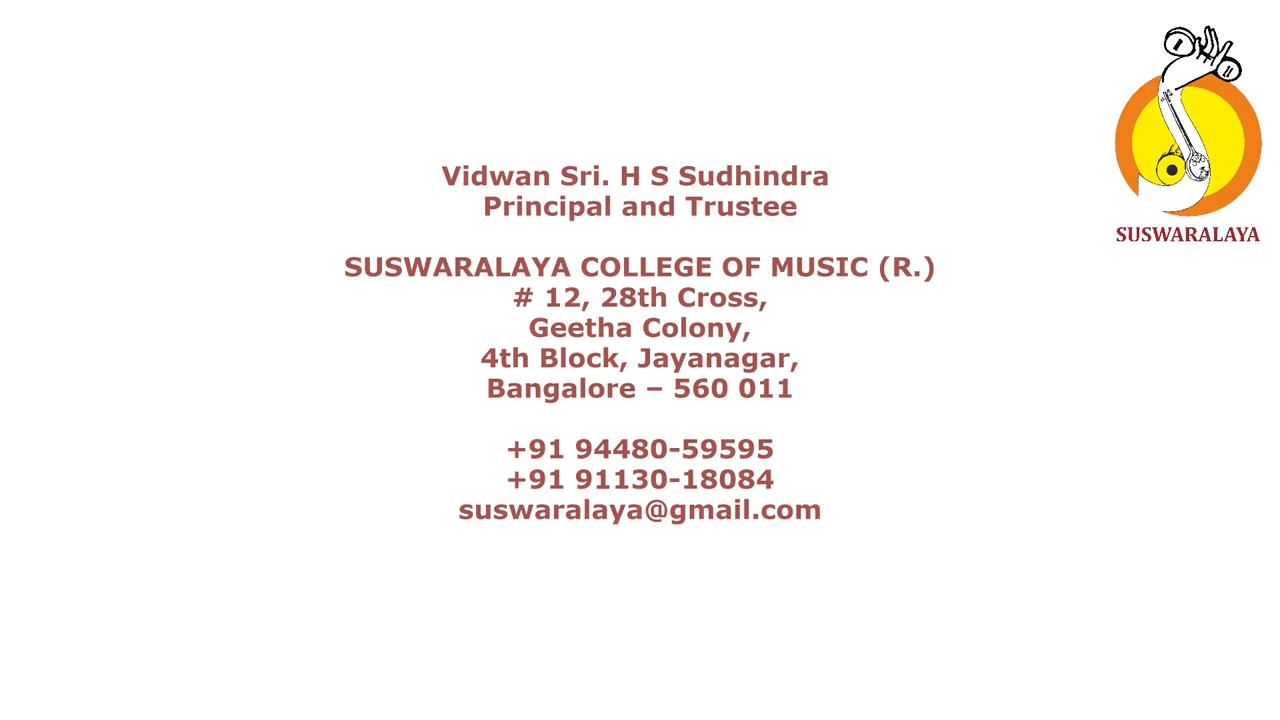 Vidwan Sri. H S Sudhindra
Principal and Trustee
SUSWARALAYA COLLEGE OF MUSIC (R.)
# 12, 28th Cross,
Geetha Colony,
4th Block, Jayanagar,
Bangalore – 560 011
+91 94480-59595
+91 91130-18084
suswaralaya@gmail.com
SUSWARALAYA